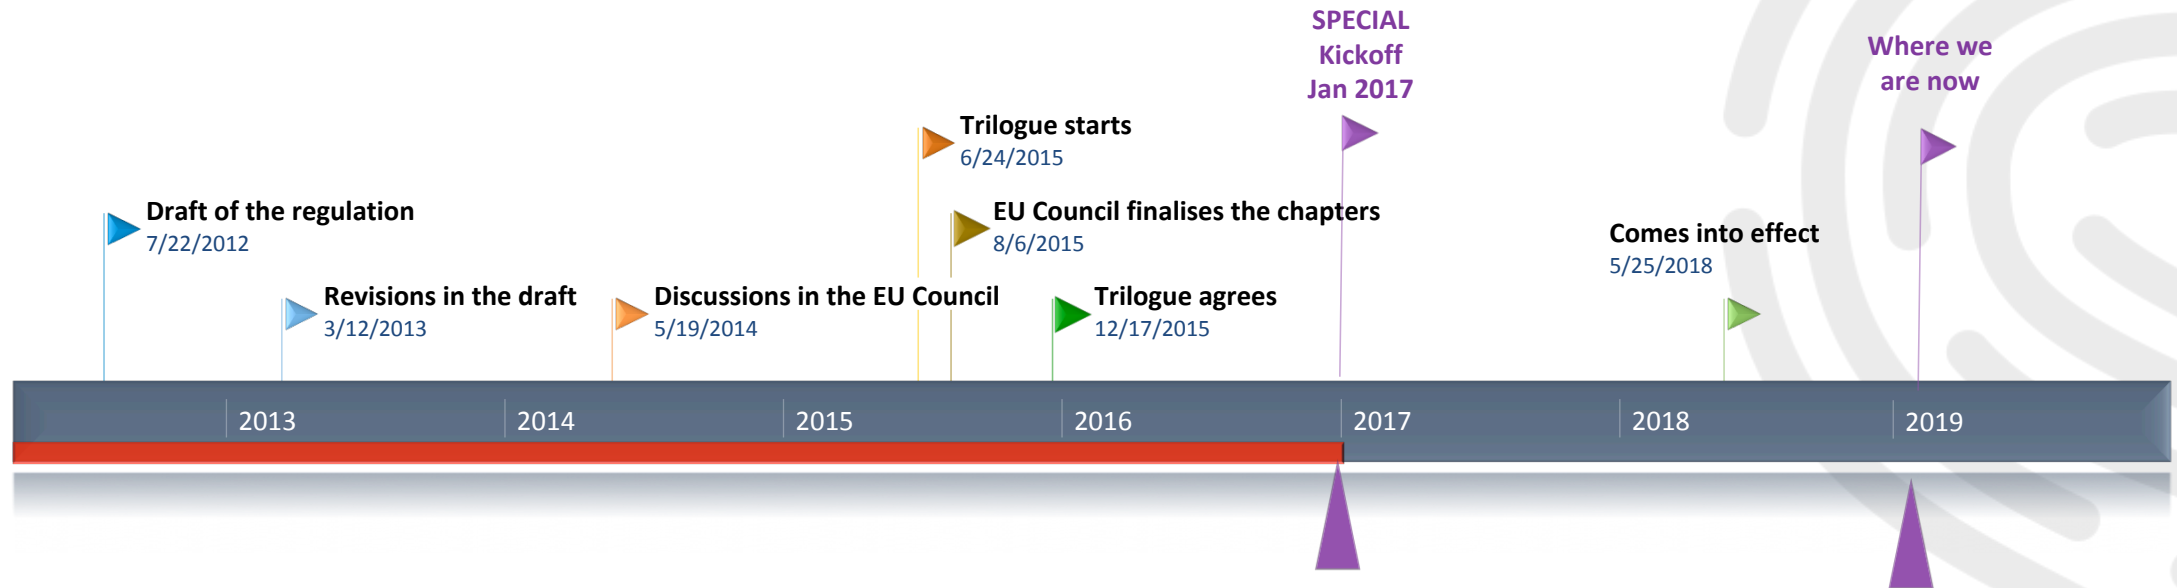 SPECIAL
Kickoff
Jan 2017
Where we
are now
Trilogue starts
6/24/2015
Draft of the regulation
7/22/2012
EU Council finalises the chapters
8/6/2015
Comes into effect
5/25/2018
Revisions in the draft
3/12/2013
Discussions in the EU Council
5/19/2014
Trilogue agrees
12/17/2015
2013
2014
2015
2016
2017
2018
2019